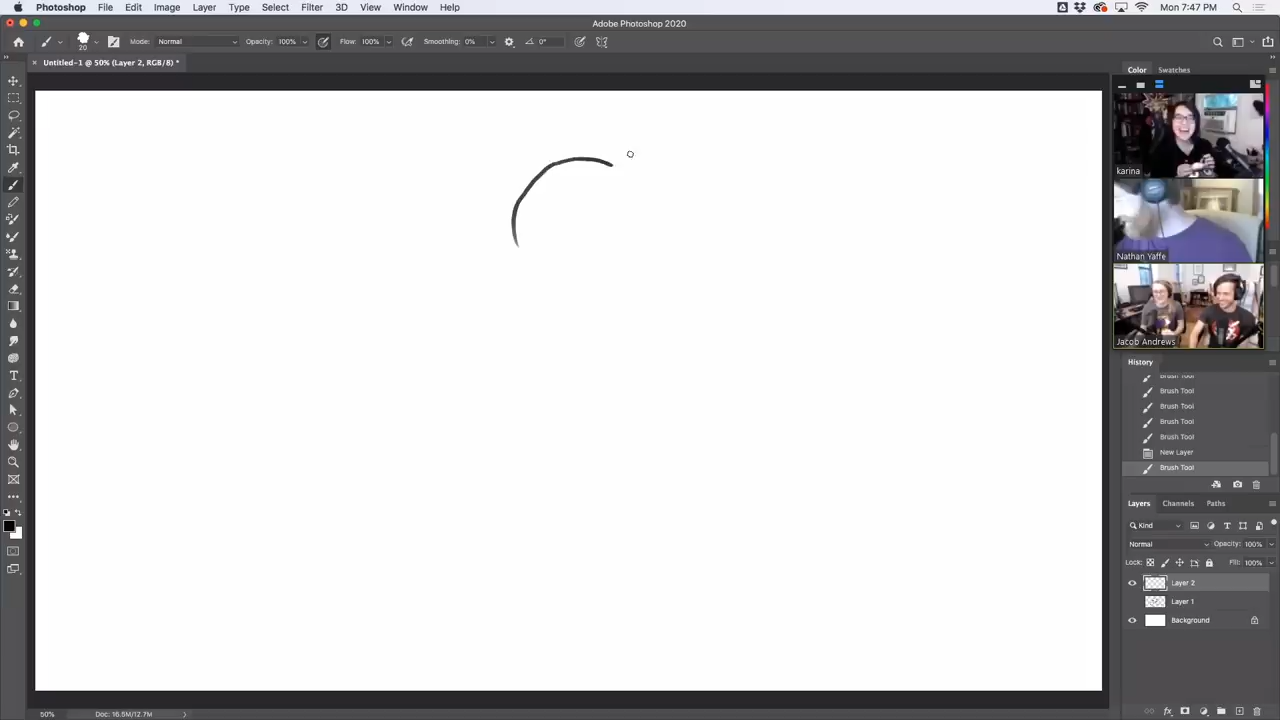 Photoshop File Edit Image Layer Type Select Filter 3D View Window Help Mon 7:47 PM
Adobe Photoshop 2020
20 Mode: Normal Opacity: 100% Flow: 100% Smoothing: 0% 0°
Untitled-1 @ 50% (Layer 2, RGB/8) *
Color Swatches
karina
Nathan Yaffe
Jacob Andrews
History
Brush Tool
Brush Tool
Brush Tool
Brush Tool
Brush Tool
New Layer
Brush Tool
Layers Channels Paths
Kind
Normal Opacity: 100%
Lock: Fill: 100%
Layer 2
Layer 1
Background
50% Doc: 16.5M/12.7M